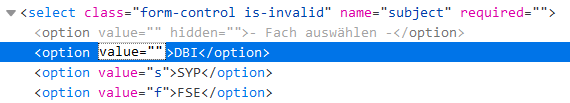 <select class="form-control is-invalid" name="subject" required="">
<option value="" hidden="">- Fach auswählen -</option>
<option value="">DBI</option>
<option value="s">SYP</option>
<option value="f">FSE</option>